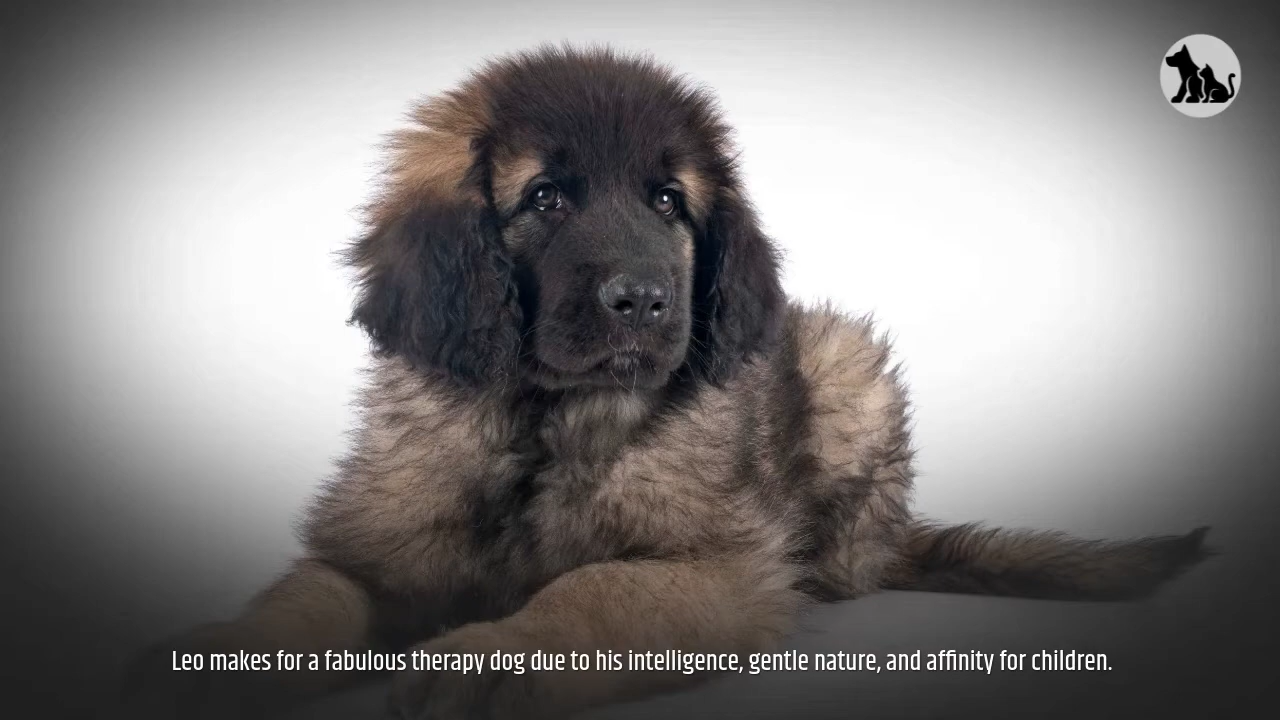 Leo makes for a fabulous therapy dog due to his intelligence, gentle nature, and affinity for children.